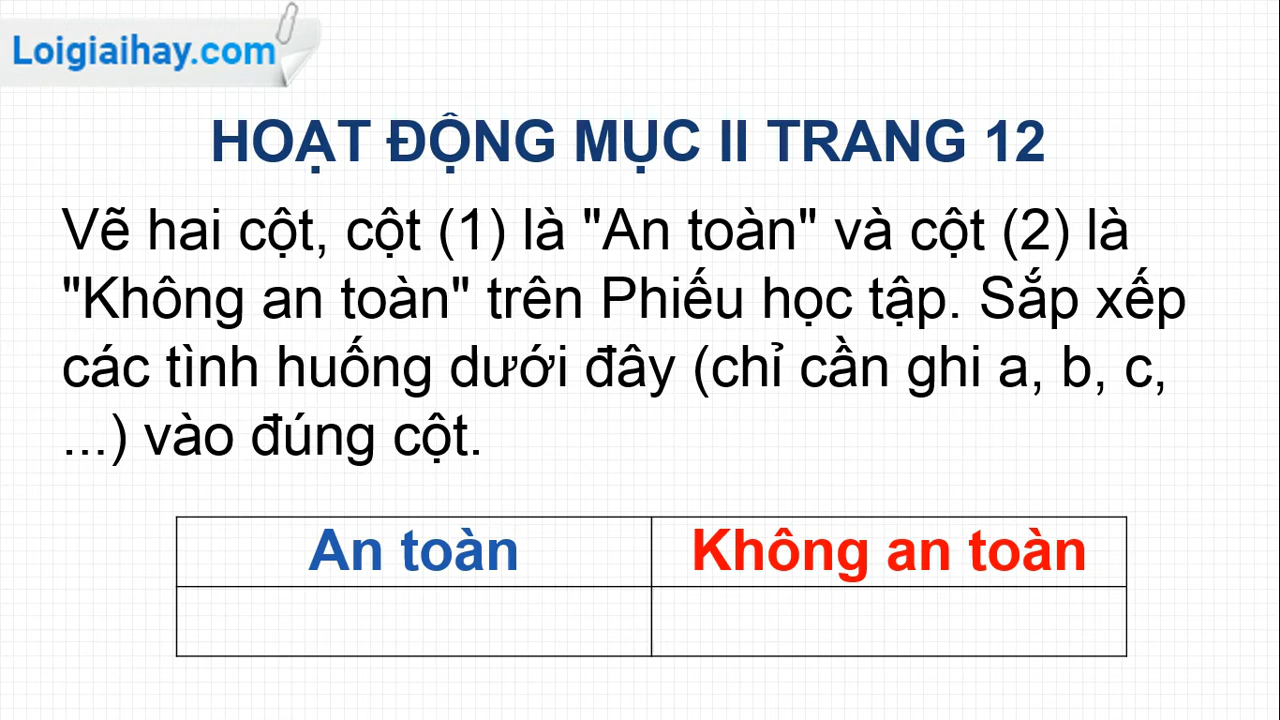 Loigiaihay.com
HOẠT ĐỘNG MỤC II TRANG 12
Vẽ hai cột, cột (1) là "An toàn" và cột (2) là
"Không an toàn" trên Phiếu học tập. Sắp xếp
các tình huống dưới đây (chỉ cần ghi a, b, c,
...) vào đúng cột.
An toàn
Không an toàn